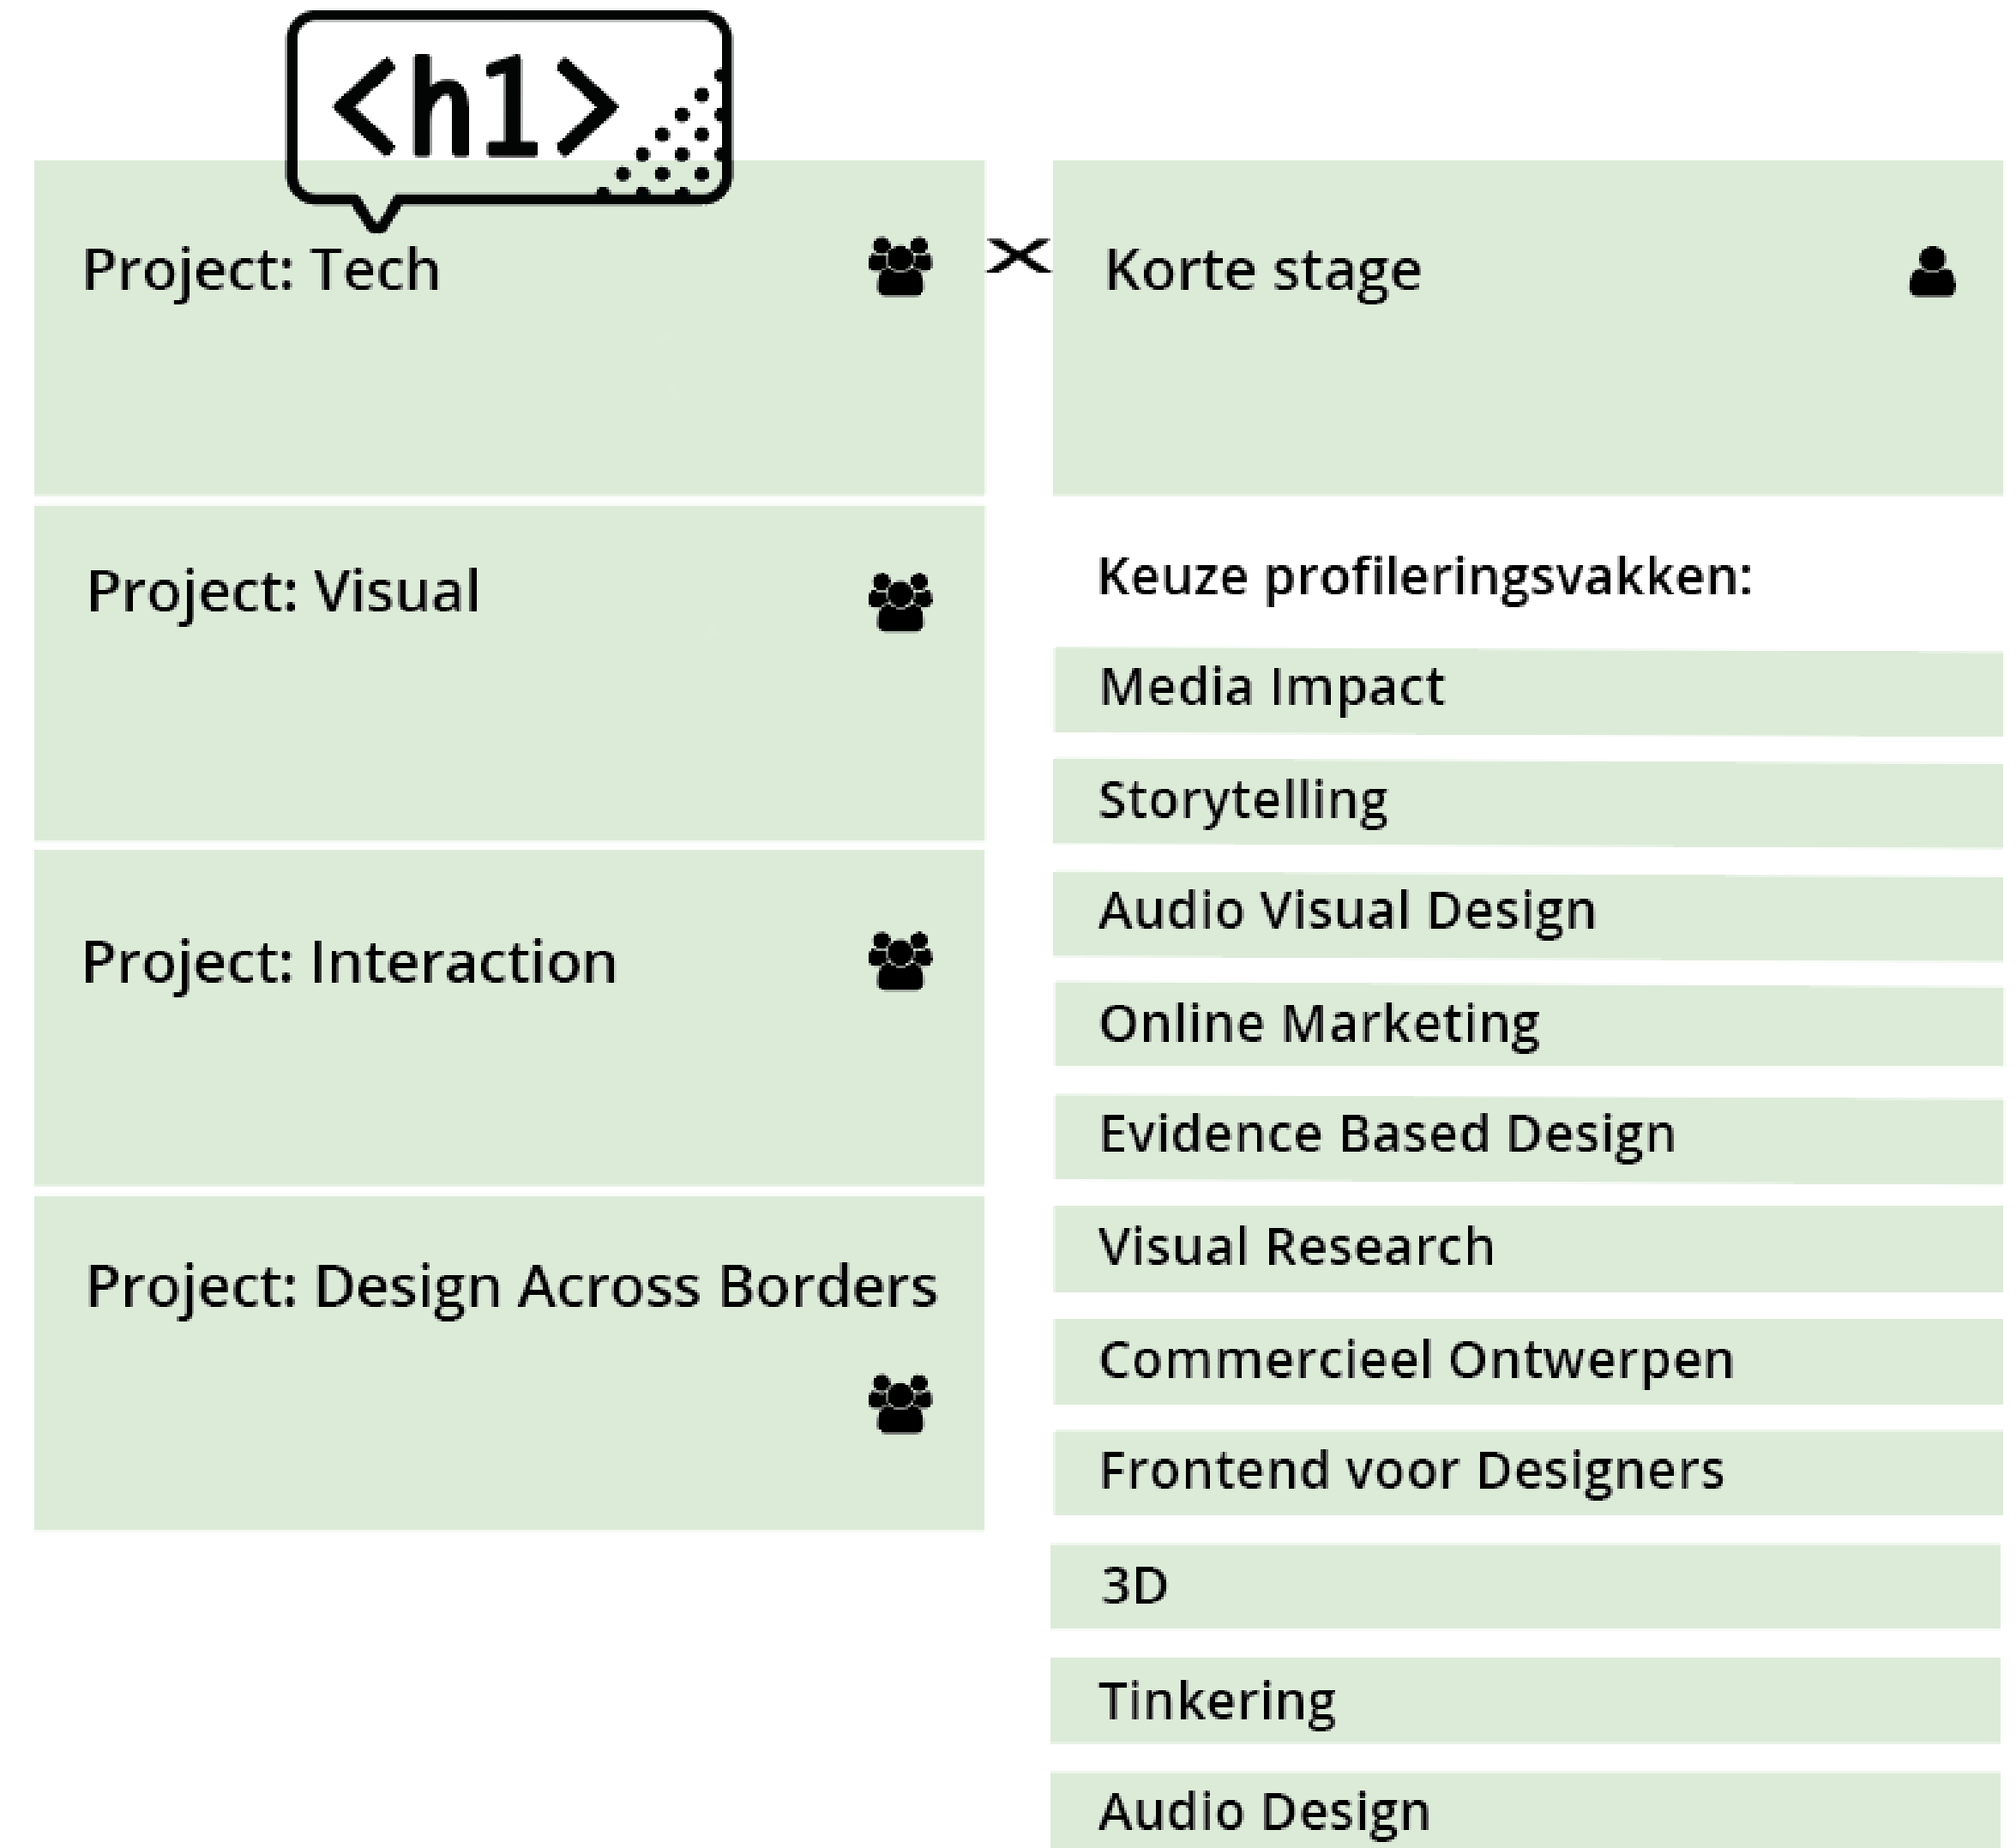 <h1>
Project: Tech
Korte stage
Project: Visual
Project: Interaction
Project: Design Across Borders
Keuze profileringsvakken:
Media Impact
Storytelling
Audio Visual Design
Online Marketing
Evidence Based Design
Visual Research
Commercieel Ontwerpen
Frontend voor Designers
3D
Tinkering
Audio Design